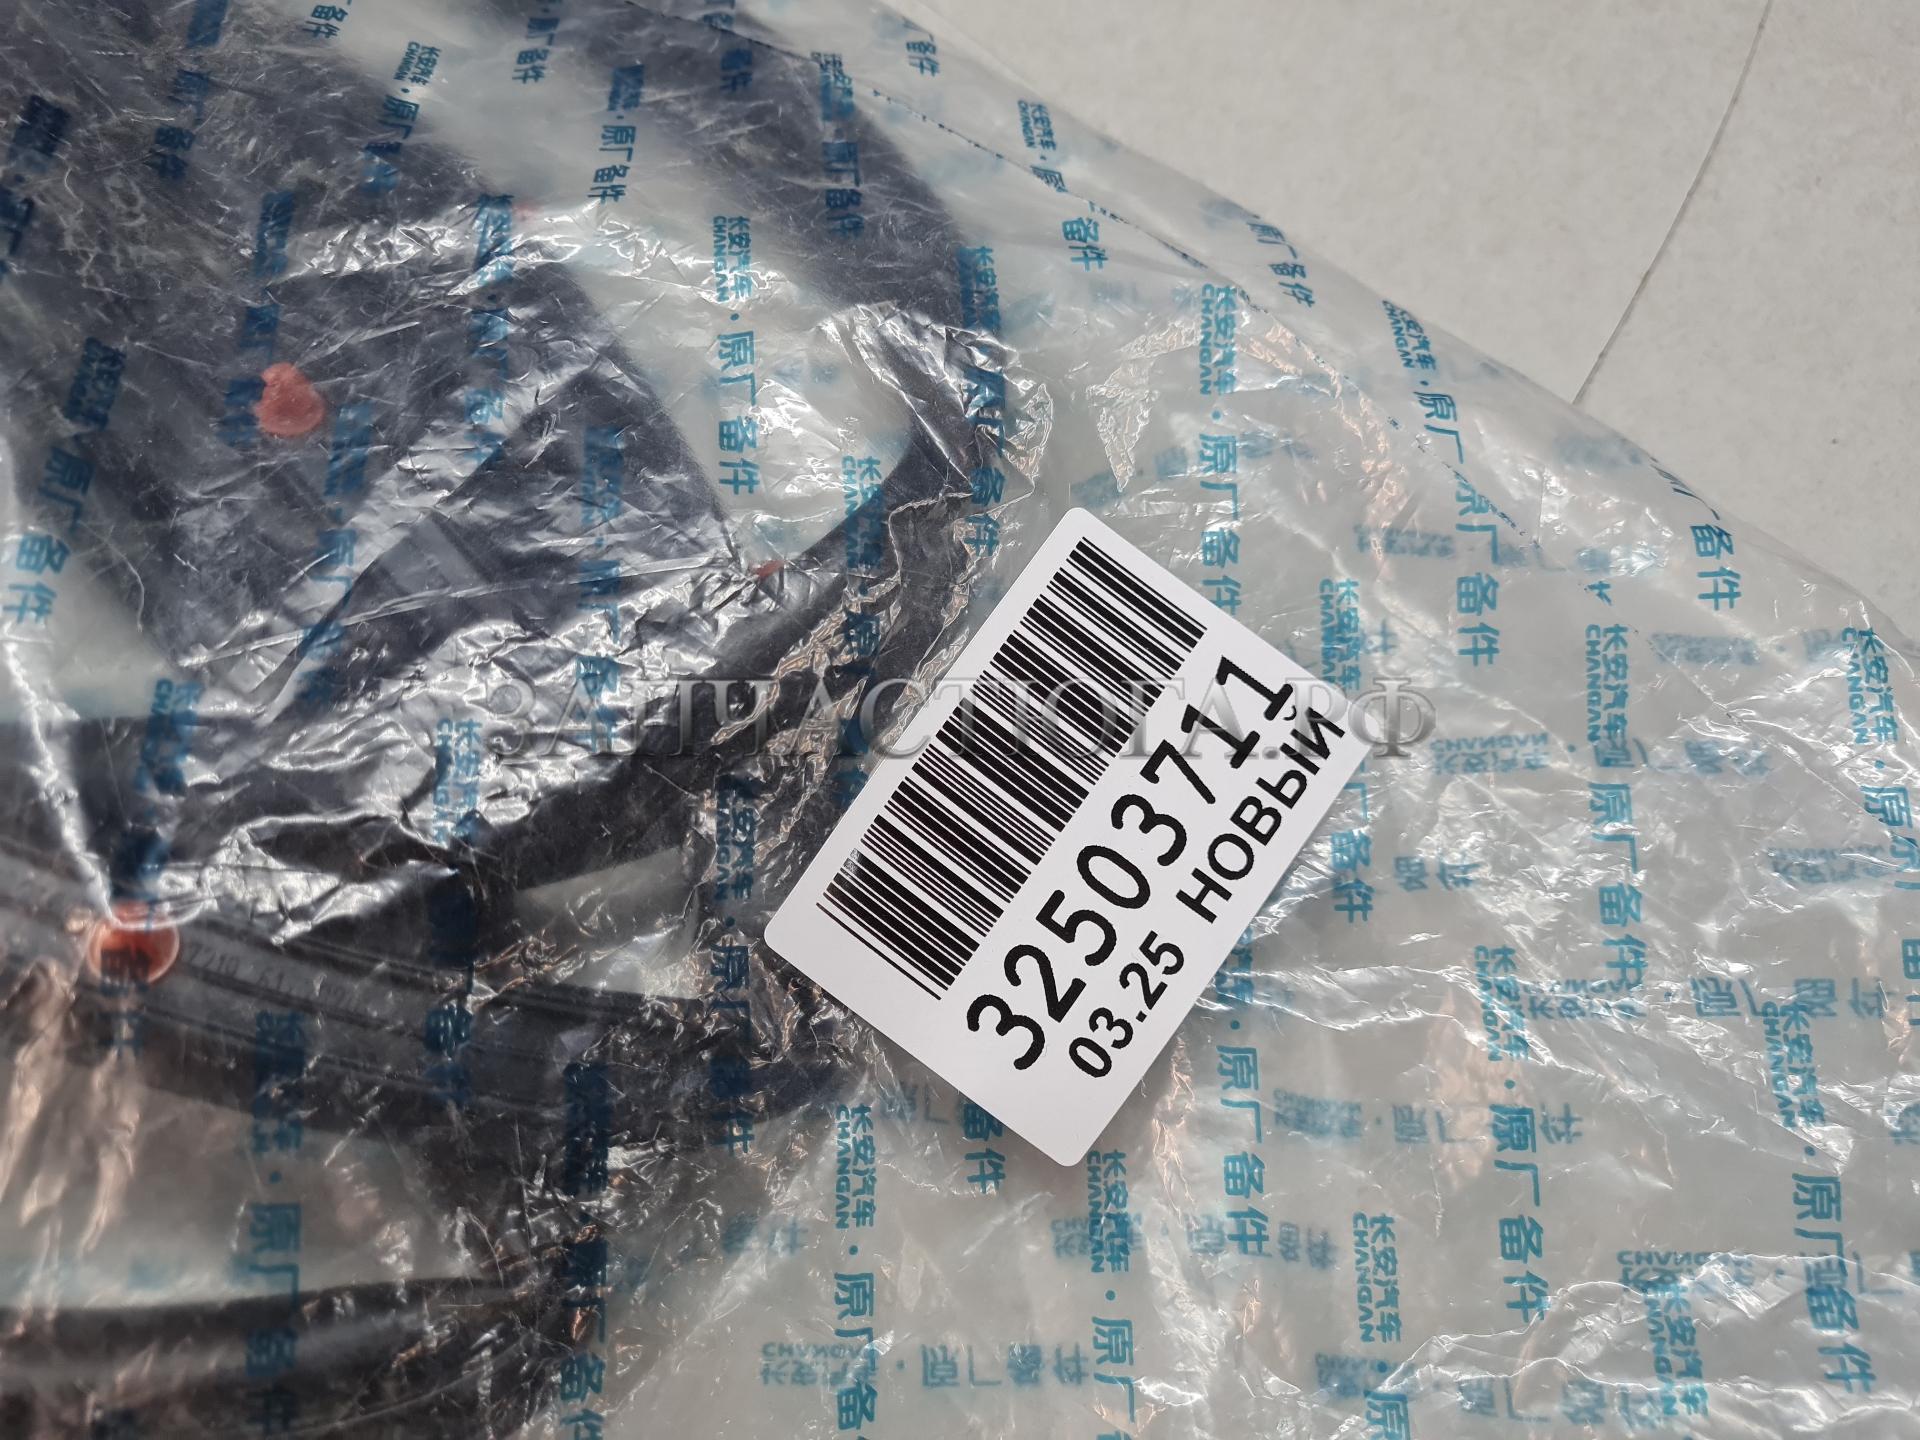 长安汽车 · 原厂备件
CHANGAN
ЗАПЧАСТЮГА.РФ
32503711
03.25 НОВЫЙ